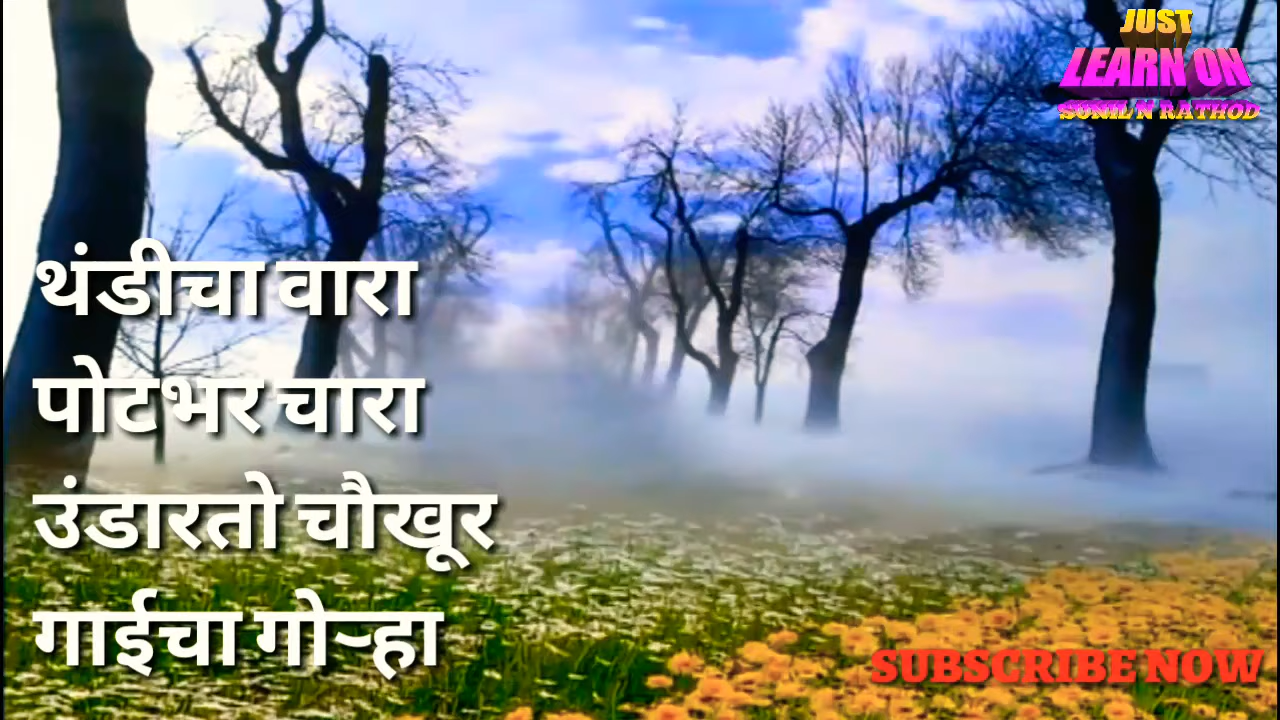 JUST
LEARN ON
SUNIL N RATHOD
थंडीचा वारा
पोटभर चारा
उंडारतो चौखूर
गाईचा गोऱ्हा
SUBSCRIBE NOW